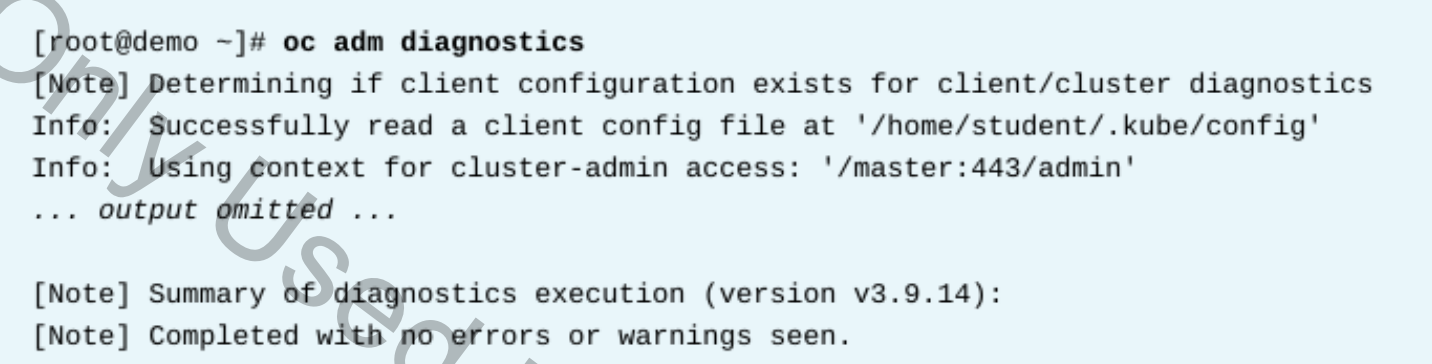 [root@demo ~]# oc adm diagnostics
[Note] Determining if client configuration exists for client/cluster diagnostics
Info:  Successfully read a client config file at '/home/student/.kube/config'
Info:  Using context for cluster-admin access: '/master:443/admin'
... output omitted ...
[Note] Summary of diagnostics execution (version v3.9.14):
[Note] Completed with no errors or warnings seen.
Only Used